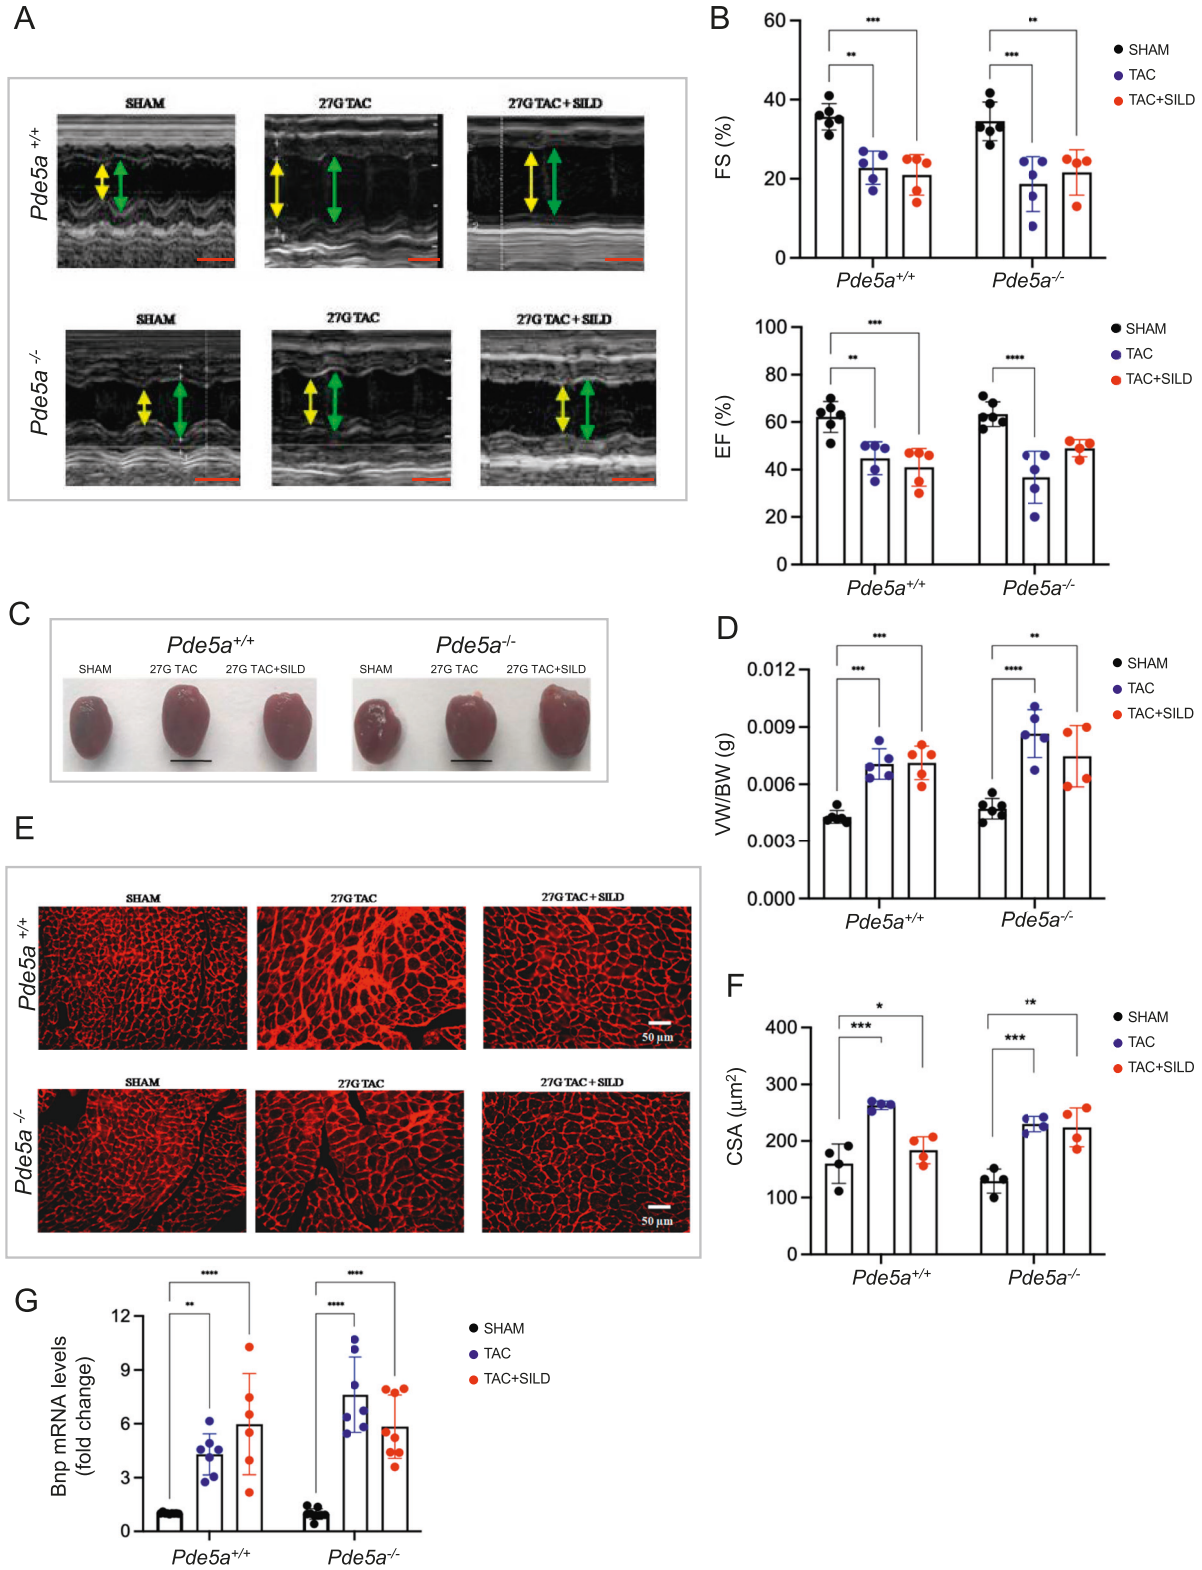 A
SHAM
27G TAC
27G TAC + SILD
Pde5a +/+
SHAM
27G TAC
27G TAC + SILD
Pde5a -/-
B
60
40
20
0
FS (%)
***
**
**
***
Pde5a+/+
Pde5a-/-
SHAM
TAC
TAC+SILD
100
80
60
40
20
0
EF (%)
***
**
****
Pde5a+/+
Pde5a-/-
SHAM
TAC
TAC+SILD
C
Pde5a+/+
Pde5a-/-
SHAM
27G TAC
27G TAC+SILD
SHAM
27G TAC
27G TAC+SILD
D
0.012
0.009
0.006
0.003
0.000
VW/BW (g)
***
***
**
****
Pde5a+/+
Pde5a-/-
SHAM
TAC
TAC+SILD
E
SHAM
27G TAC
27G TAC + SILD
Pde5a +/+
50 µm
SHAM
27G TAC
27G TAC + SILD
Pde5a -/-
50 µm
F
400
300
200
100
0
CSA (µm2)
*
***
**
***
Pde5a+/+
Pde5a-/-
SHAM
TAC
TAC+SILD
G
12
9
6
3
0
Bnp mRNA levels
(fold change)
****
**
****
****
Pde5a+/+
Pde5a-/-
SHAM
TAC
TAC+SILD